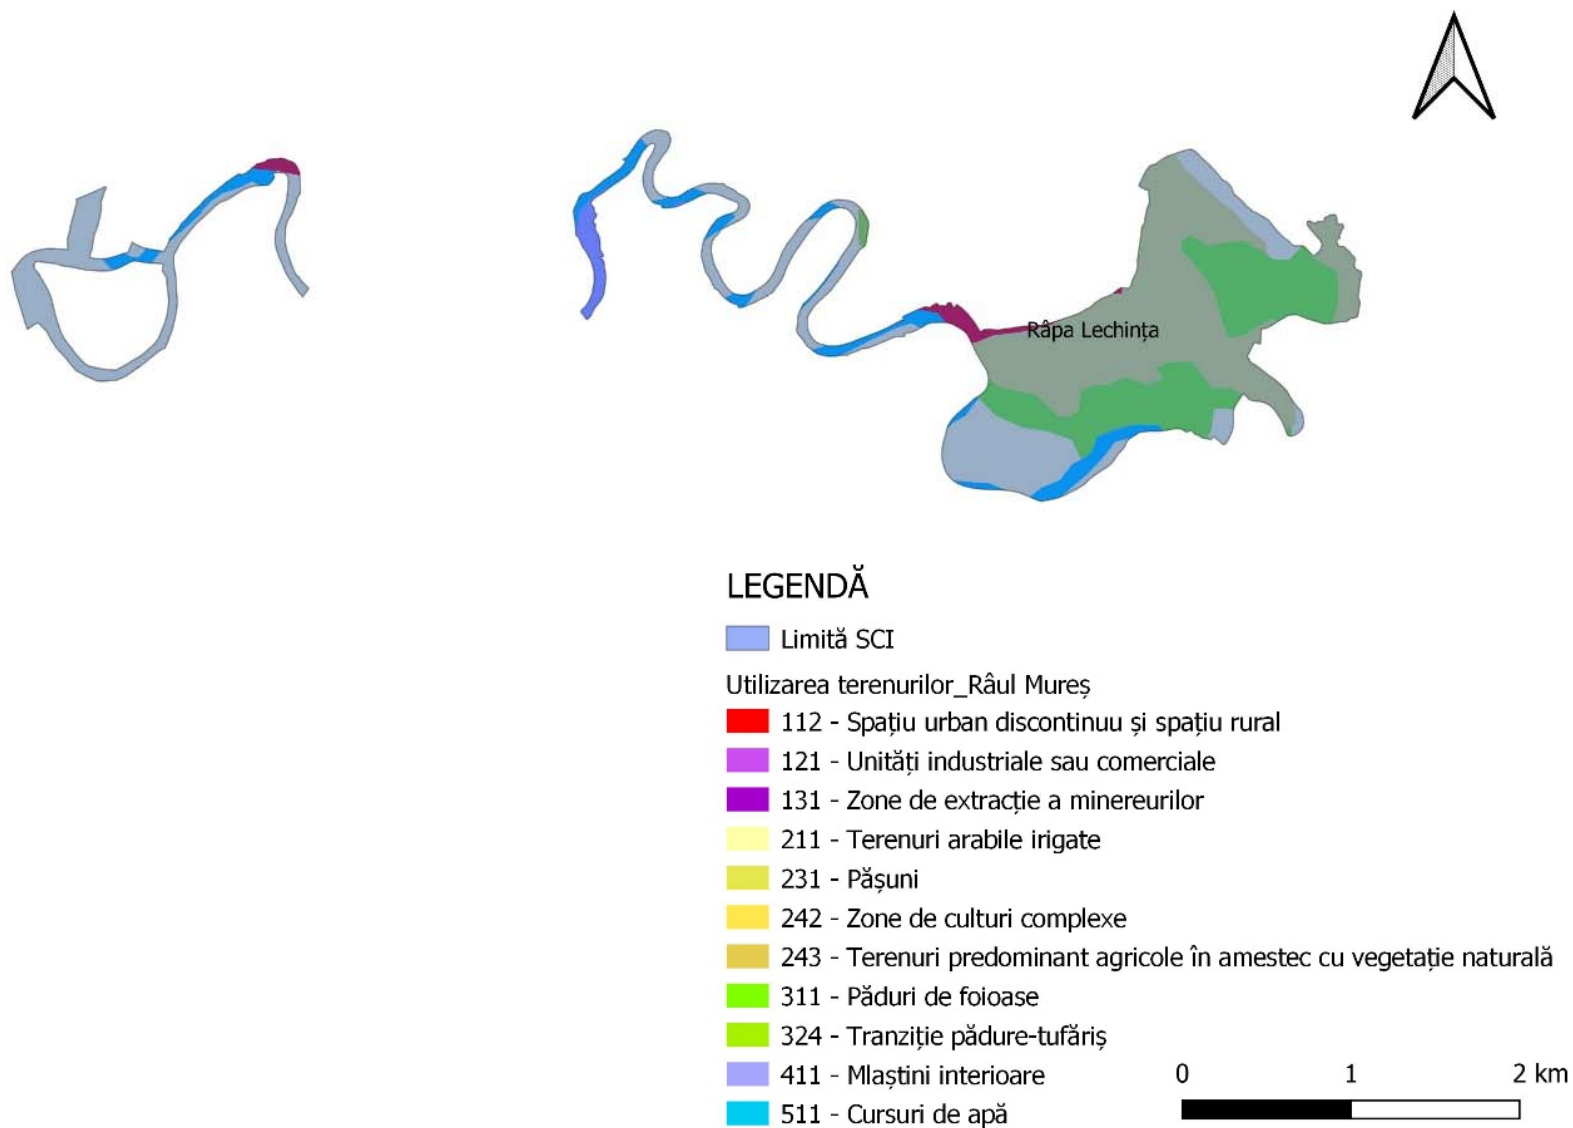 Râpa Lechința
LEGENDĂ
Limită SCI
Utilizarea terenurilor_Râul Mureș
112 - Spațiu urban discontinuu și spațiu rural
121 - Unități industriale sau comerciale
131 - Zone de extracție a minereurilor
211 - Terenuri arabile irigate
231 - Pășuni
242 - Zone de culturi complexe
243 - Terenuri predominant agricole în amestec cu vegetație naturală
311 - Păduri de foioase
324 - Tranziție pădure-tufăriș
411 - Mlaștini interioare
511 - Cursuri de apă
0 1 2 km